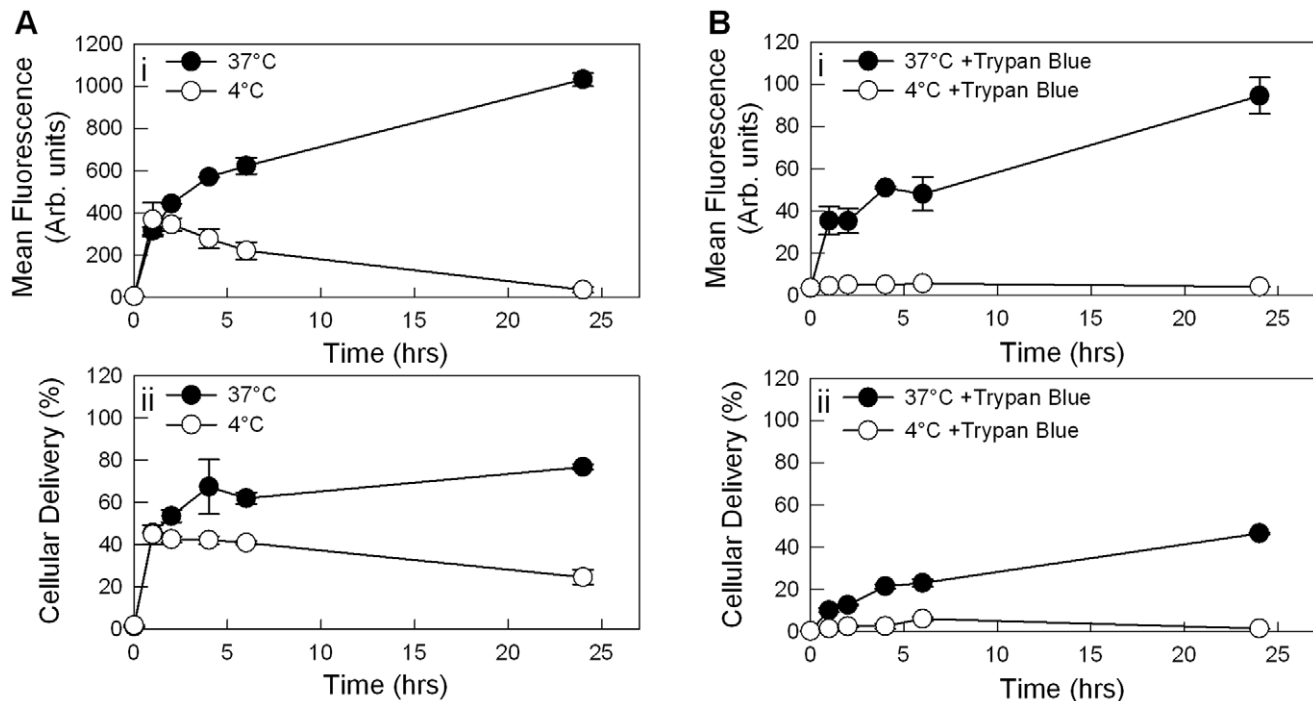 A
i
37°C
4°C
Mean Fluorescence
(Arb. units)
1200
1000
800
600
400
200
0
0 5 10 15 20 25
Time (hrs)
ii
37°C
4°C
Cellular Delivery (%)
120
100
80
60
40
20
0
0 5 10 15 20 25
Time (hrs)
B
i
37°C +Trypan Blue
4°C +Trypan Blue
Mean Fluorescence
(Arb. units)
120
100
80
60
40
20
0
0 5 10 15 20 25
Time (hrs)
ii
37°C +Trypan Blue
4°C +Trypan Blue
Cellular Delivery (%)
120
100
80
60
40
20
0
0 5 10 15 20 25
Time (hrs)